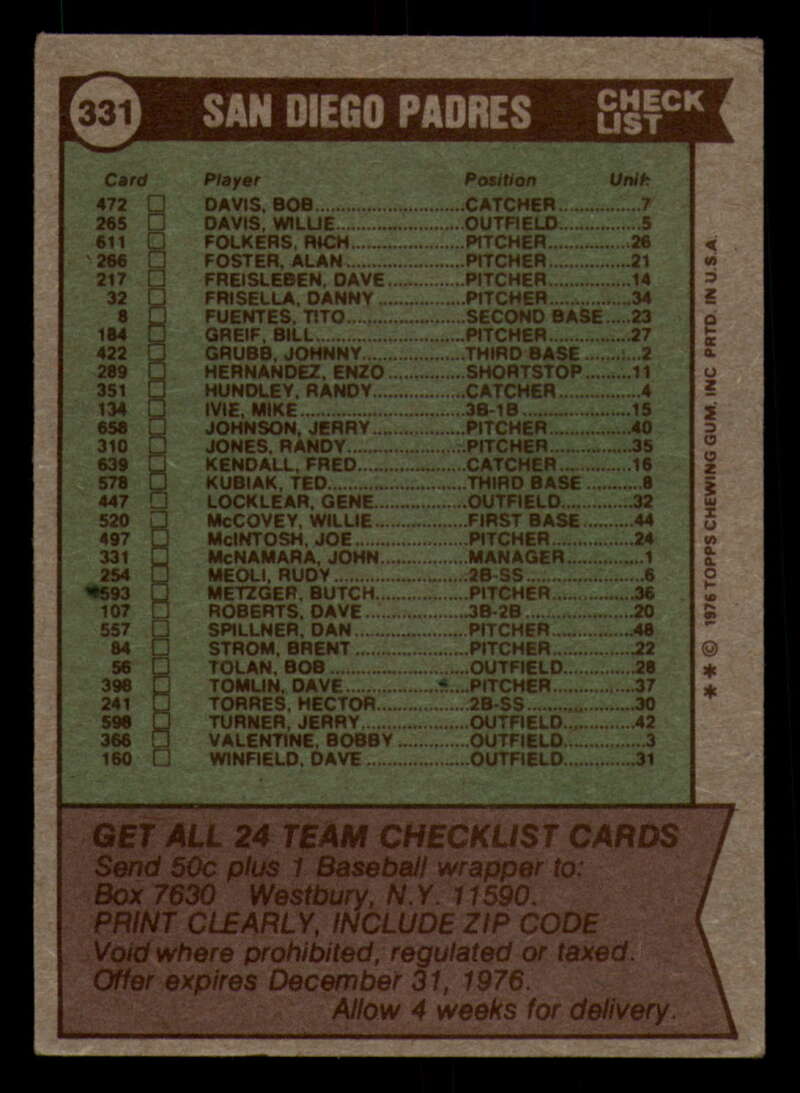 331 SAN DIEGO PADRES CHECK LIST
Card Player Position Unif.
472 DAVIS, BOB CATCHER 7
265 DAVIS, WILLIE OUTFIELD 5
611 FOLKERS, RICH PITCHER 26
266 FOSTER, ALAN PITCHER 21
217 FREISLEBEN, DAVE PITCHER 14
32 FRISELLA, DANNY PITCHER 34
8 FUENTES, TITO SECOND BASE 23
184 GREIF, BILL PITCHER 27
422 GRUBB, JOHNNY THIRD BASE 2
289 HERNANDEZ, ENZO SHORTSTOP 11
351 HUNDLEY, RANDY CATCHER 4
134 IVIE, MIKE 3B-1B 15
658 JOHNSON, JERRY PITCHER 40
310 JONES, RANDY PITCHER 35
639 KENDALL, FRED CATCHER 16
578 KUBIAK, TED THIRD BASE 8
447 LOCKLEAR, GENE OUTFIELD 32
520 McCOVEY, WILLIE FIRST BASE 44
497 McINTOSH, JOE PITCHER 24
331 McNAMARA, JOHN MANAGER 1
254 MEOLI, RUDY 2B-SS 6
593 METZGER, BUTCH PITCHER 36
107 ROBERTS, DAVE 3B-2B 20
557 SPILLNER, DAN PITCHER 48
84 STROM, BRENT PITCHER 22
56 TOLAN, BOB OUTFIELD 28
398 TOMLIN, DAVE PITCHER 37
241 TORRES, HECTOR 2B-SS 30
598 TURNER, JERRY OUTFIELD 42
366 VALENTINE, BOBBY OUTFIELD 3
160 WINFIELD, DAVE OUTFIELD 31
* * © 1976 TOPPS CHEWING GUM, INC PRTD. IN U.S.A.
GET ALL 24 TEAM CHECKLIST CARDS
Send 50c plus 1 Baseball wrapper to:
Box 7630 Westbury, N.Y. 11590.
PRINT CLEARLY, INCLUDE ZIP CODE
Void where prohibited, regulated or taxed.
Offer expires December 31, 1976.
Allow 4 weeks for delivery.